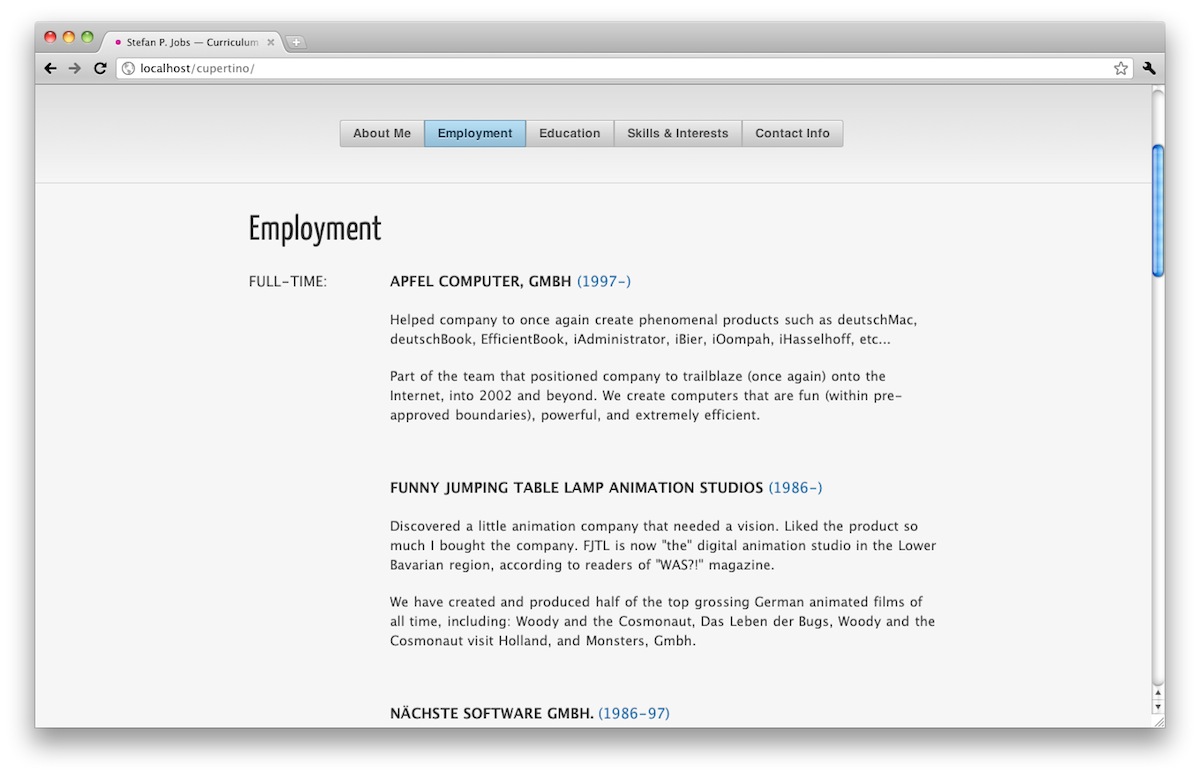 Stefan P. Jobs — Curriculum
localhost/cupertino/
About Me Employment Education Skills & Interests Contact Info
Employment
FULL-TIME: APFEL COMPUTER, GMBH (1997-)
Helped company to once again create phenomenal products such as deutschMac,
deutschBook, EfficientBook, iAdministrator, iBier, iOompah, iHasselhoff, etc...
Part of the team that positioned company to trailblaze (once again) onto the
Internet, into 2002 and beyond. We create computers that are fun (within pre-
approved boundaries), powerful, and extremely efficient.
FUNNY JUMPING TABLE LAMP ANIMATION STUDIOS (1986-)
Discovered a little animation company that needed a vision. Liked the product so
much I bought the company. FJTL is now "the" digital animation studio in the Lower
Bavarian region, according to readers of "WAS?!" magazine.
We have created and produced half of the top grossing German animated films of
all time, including: Woody and the Cosmonaut, Das Leben der Bugs, Woody and the
Cosmonaut visit Holland, and Monsters, Gmbh.
NÄCHSTE SOFTWARE GMBH. (1986-97)